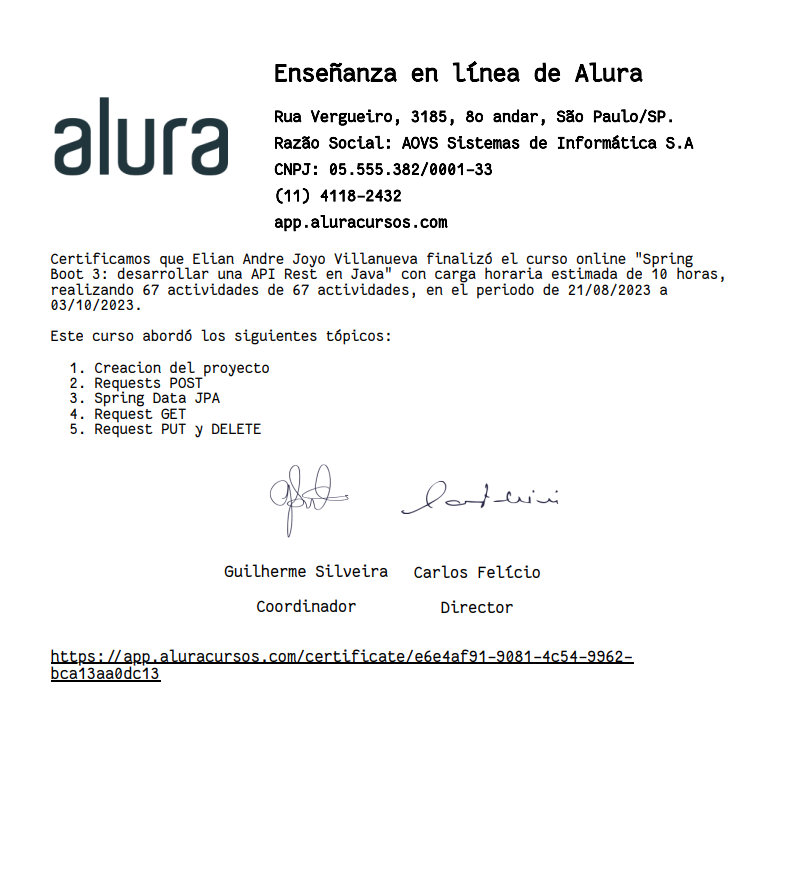 alura
Enseñanza en línea de Alura
Rua Vergueiro, 3185, 8o andar, São Paulo/SP.
Razão Social: AOVS Sistemas de Informática S.A
CNPJ: 05.555.382/0001-33
(11) 4118-2432
app.aluracursos.com
Certificamos que Elian Andre Joyo Villanueva finalizó el curso online "Spring
Boot 3: desarrollar una API Rest en Java" con carga horaria estimada de 10 horas,
realizando 67 actividades de 67 actividades, en el periodo de 21/08/2023 a
03/10/2023.
Este curso abordó los siguientes tópicos:
1. Creacion del proyecto
2. Requests POST
3. Spring Data JPA
4. Request GET
5. Request PUT y DELETE
Guilherme Silveira Carlos Felício
Coordinador Director
https://app.aluracursos.com/certificate/e6e4af91-9081-4c54-9962-
bca13aa0dc13